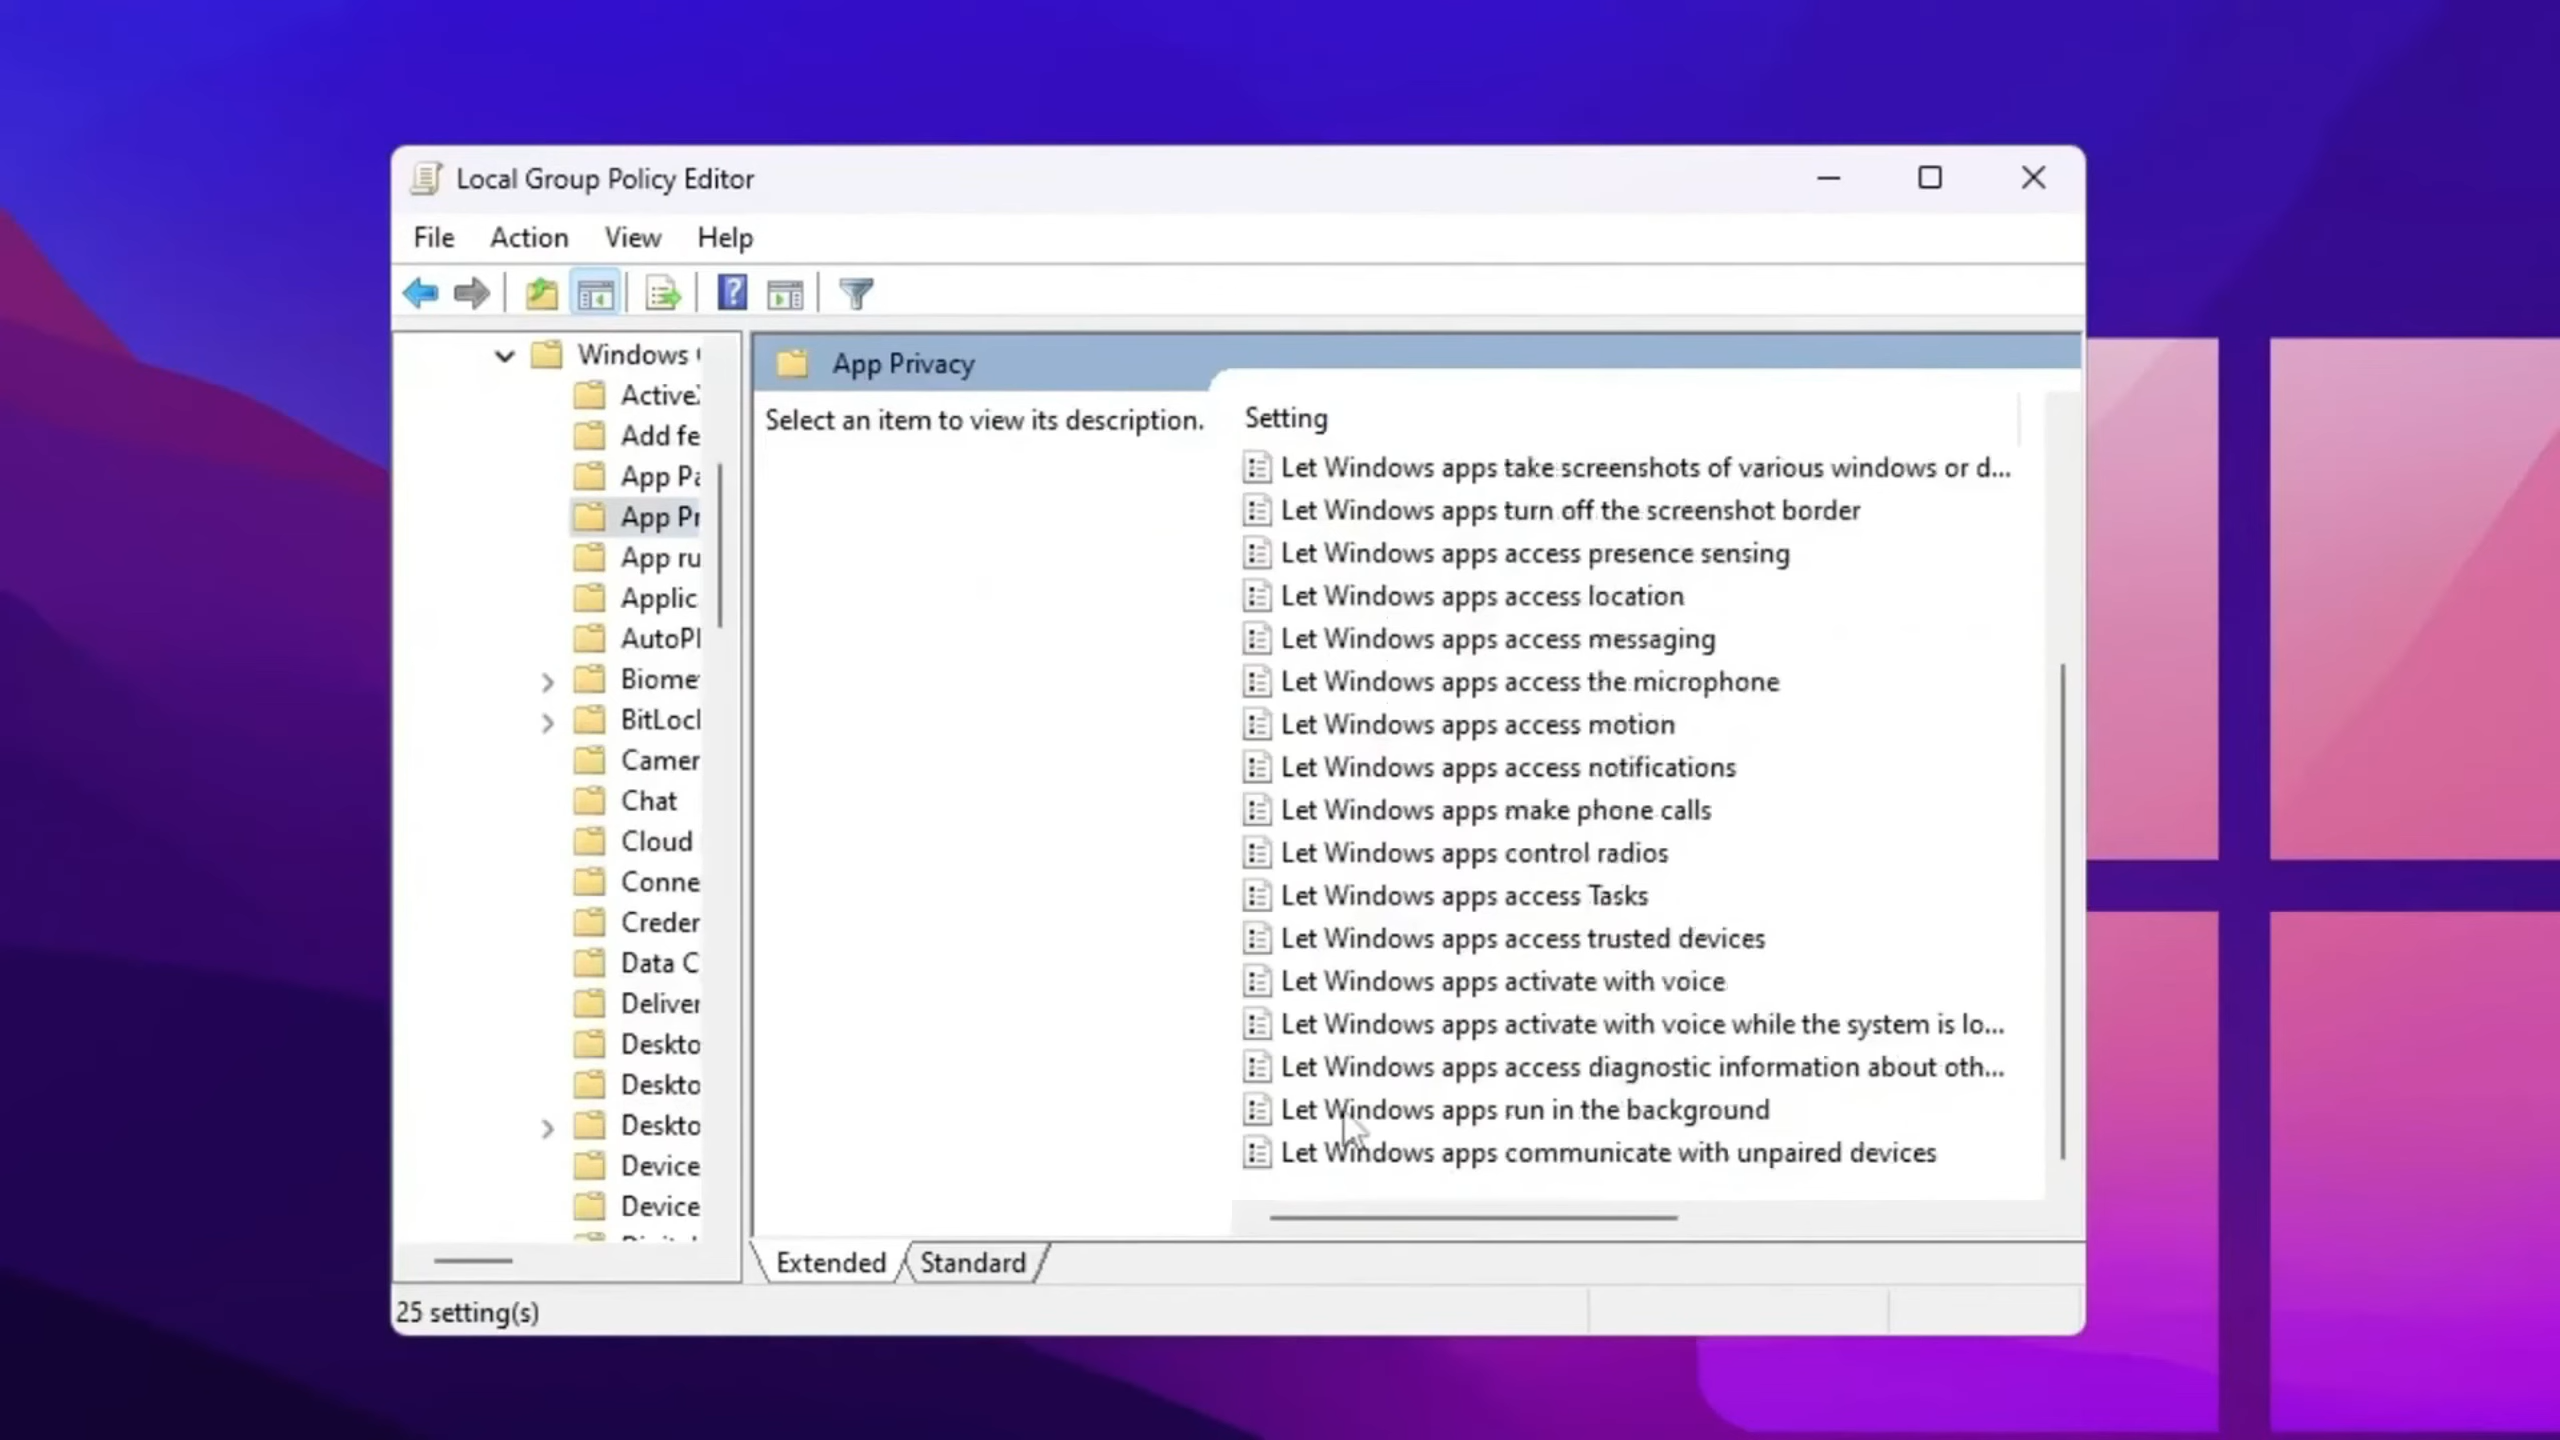 Local Group Policy Editor
File Action View Help
Windows
Active
Add fe
App Pa
App Pr
App ru
Applic
AutoPl
Biome
BitLoc
Camer
Chat
Cloud
Conne
Creder
Data C
Deliver
Deskto
Deskto
Deskto
Device
Device
App Privacy
Select an item to view its description.
Setting
Let Windows apps take screenshots of various windows or d...
Let Windows apps turn off the screenshot border
Let Windows apps access presence sensing
Let Windows apps access location
Let Windows apps access messaging
Let Windows apps access the microphone
Let Windows apps access motion
Let Windows apps access notifications
Let Windows apps make phone calls
Let Windows apps control radios
Let Windows apps access Tasks
Let Windows apps access trusted devices
Let Windows apps activate with voice
Let Windows apps activate with voice while the system is lo...
Let Windows apps access diagnostic information about oth...
Let Windows apps run in the background
Let Windows apps communicate with unpaired devices
Extended Standard
25 setting(s)